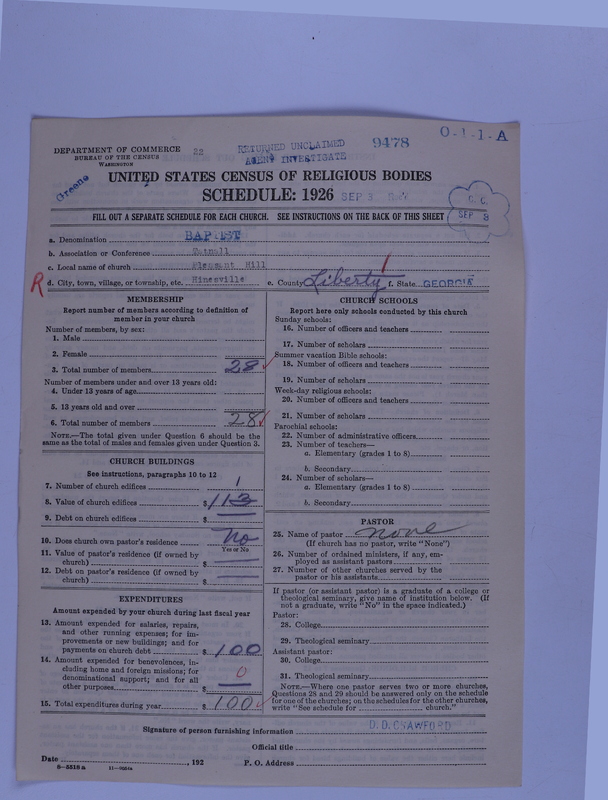 DEPARTMENT OF COMMERCE
BUREAU OF THE CENSUS
WASHINGTON
22
RETURNED UNCLAIMED
AGENT INVESTIGATE
9478
0-1-1-A
Greene
UNITED STATES CENSUS OF RELIGIOUS BODIES
SCHEDULE: 1926
SEP 3
C. C.
SEP 3
FILL OUT A SEPARATE SCHEDULE FOR EACH CHURCH. SEE INSTRUCTIONS ON THE BACK OF THIS SHEET
a. Denomination BAPTIST
b. Association or Conference
c. Local name of church Pleasant Hill
R d. City, town, village, or township, etc. Hinesville e. County Liberty f. State GEORGIA
MEMBERSHIP
Report number of members according to definition of
member in your church
Number of members, by sex:
1. Male
2. Female
3. Total number of members 28
Number of members under and over 13 years old:
4. Under 13 years of age
5. 13 years old and over
6. Total number of members 28
NOTE.—The total given under Question 6 should be
same as the total of males and females given under Question 3.
CHURCH BUILDINGS
See instructions, paragraphs 10 to 12
7. Number of church edifices 1
8. Value of church edifices $113
9. Debt on church edifices $
10. Does church own pastor's residence No
Yes or No
11. Value of pastor's residence (if owned by
church) $
12. Debt on pastor's residence (if owned by
church) $
EXPENDITURES
Amount expended by your church during last fiscal year
13. Amount expended for salaries, repairs,
and other running expenses; for im-
provements or new buildings; and for
payments on church debt $100
14. Amount expended for benevolences, in-
cluding home and foreign missions; for
denominational support; and for all
other purposes $ 0
15. Total expenditures during year $100
CHURCH SCHOOLS
Report here only schools conducted by this church
Sunday schools:
16. Number of officers and teachers
17. Number of scholars
Summer vacation Bible schools:
18. Number of officers and teachers
19. Number of scholars
Week-day religious schools:
20. Number of officers and teachers
21. Number of scholars
Parochial schools:
22. Number of administrative officers
23. Number of teachers—
a. Elementary (grades 1 to 8)
b. Secondary
24. Number of scholars—
a. Elementary (grades 1 to 8)
b. Secondary
PASTOR
25. Name of pastor none
(If church has no pastor, write "None")
26. Number of ordained ministers, if any, em-
ployed as assistant pastors
27. Number of other churches served by the
pastor or his assistants
If pastor (or assistant pastor) is a graduate of a college or
theological seminary, give name of institution below. (If
not a graduate, write "No" in the space indicated.)
Pastor:
28. College
29. Theological seminary
Assistant pastor:
30. College
31. Theological seminary
NOTE.—Where one pastor serves two or more churches,
Questions 28 and 29 should be answered only on the schedule
for one of the churches; on the schedules for the other churches,
write "See schedule for church."
Signature of person furnishing information D. D. CRAWFORD
Official title
Date , 192 P. O. Address
8-5518 A